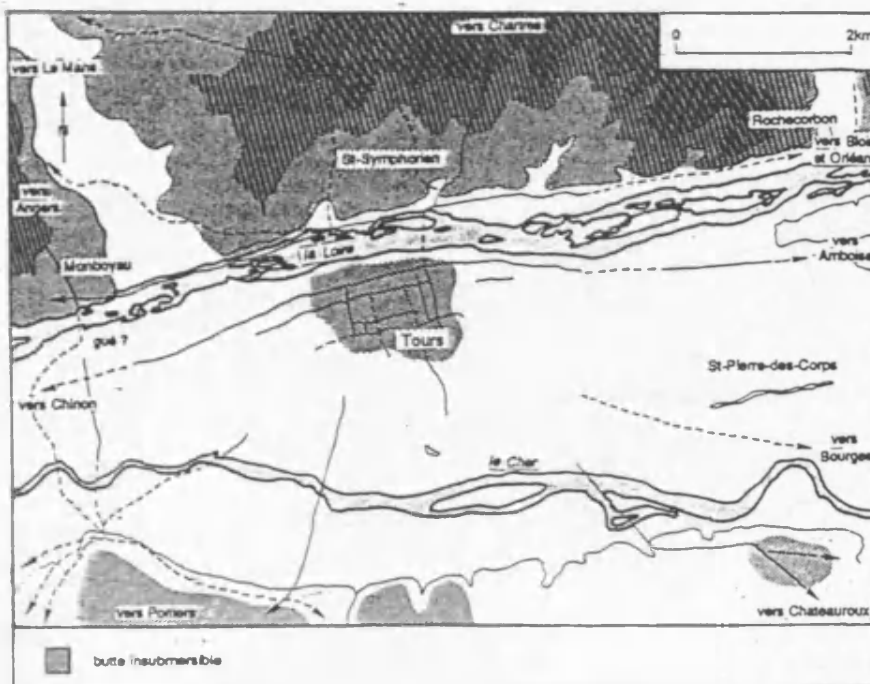 vers Chartres
0 2km
vers Le Mans
N
Rochecorbon
St-Symphorien
vers Blois
et Orléans
vers
Angers
la Loire
Monboyau
vers
Amboise
gué ?
Tours
St-Pierre-des-Corps
vers Chinon
vers
Bourges
le Cher
vers Poitiers
vers Chateauroux
butte insubmersible